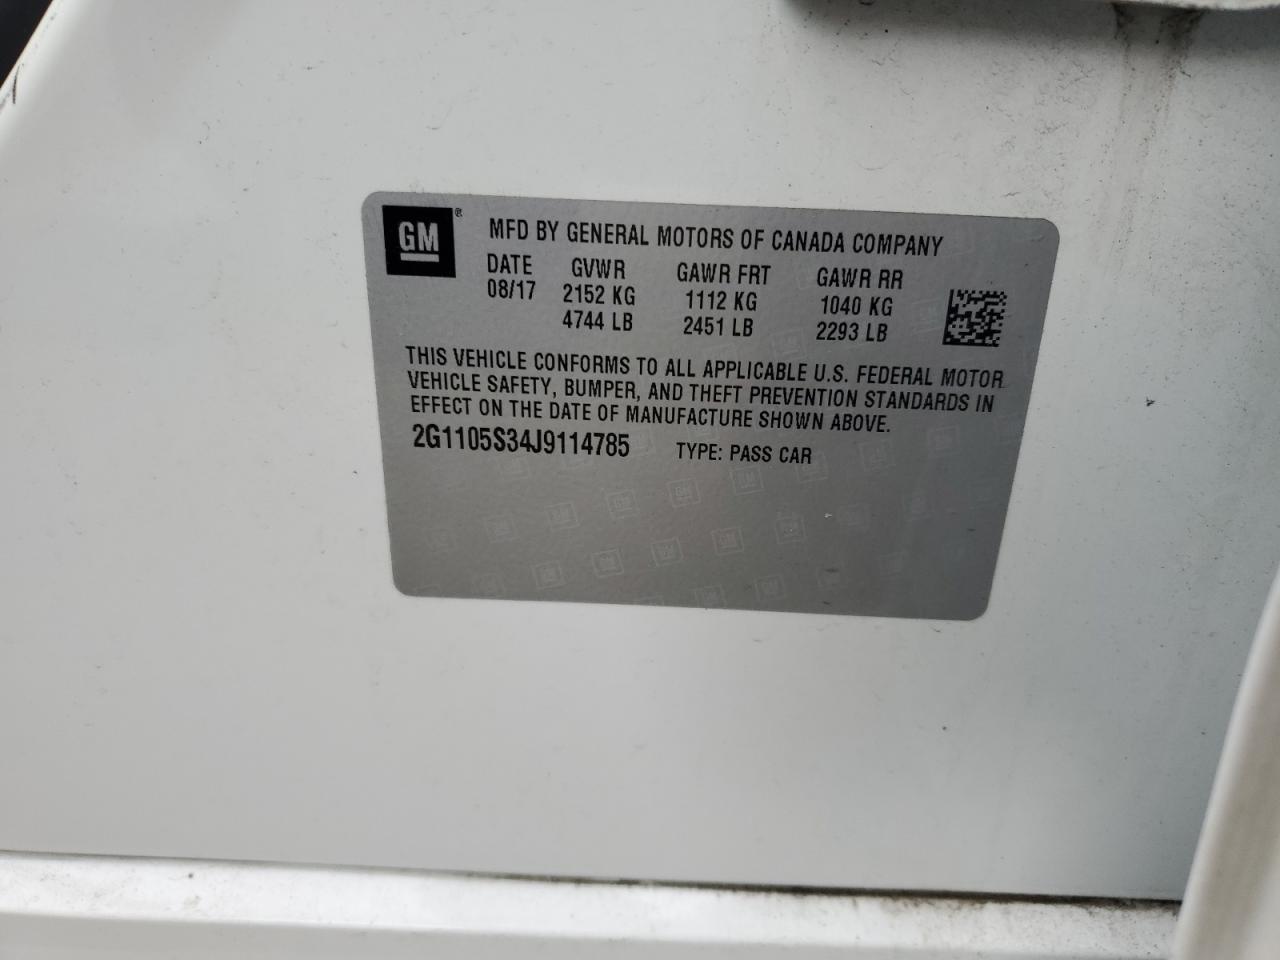 GM ®
MFD BY GENERAL MOTORS OF CANADA COMPANY
DATE GVWR GAWR FRT GAWR RR
08/17 2152 KG 1112 KG 1040 KG
4744 LB 2451 LB 2293 LB
THIS VEHICLE CONFORMS TO ALL APPLICABLE U.S. FEDERAL MOTOR
VEHICLE SAFETY, BUMPER, AND THEFT PREVENTION STANDARDS IN
EFFECT ON THE DATE OF MANUFACTURE SHOWN ABOVE.
2G1105S34J9114785 TYPE: PASS CAR